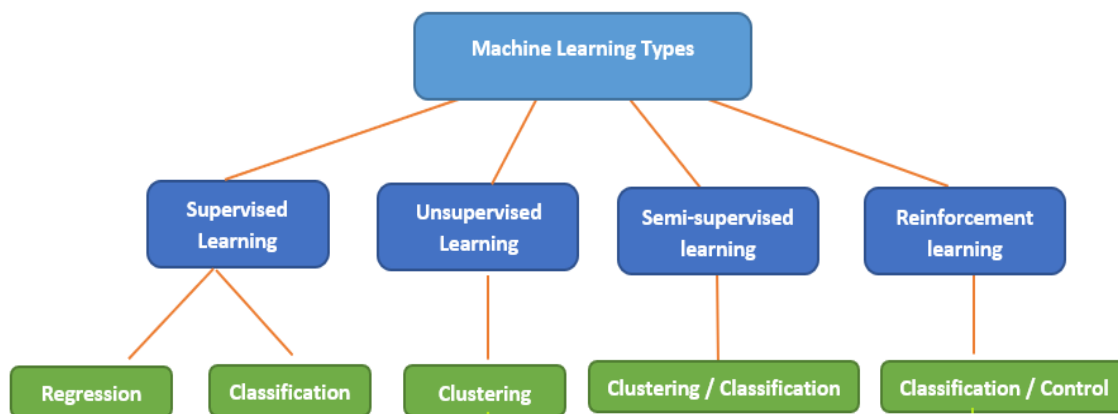 Machine Learning Types
Supervised
Learning
Unsupervised
Learning
Semi-supervised
learning
Reinforcement
learning
Regression
Classification
Clustering
Clustering / Classification
Classification / Control